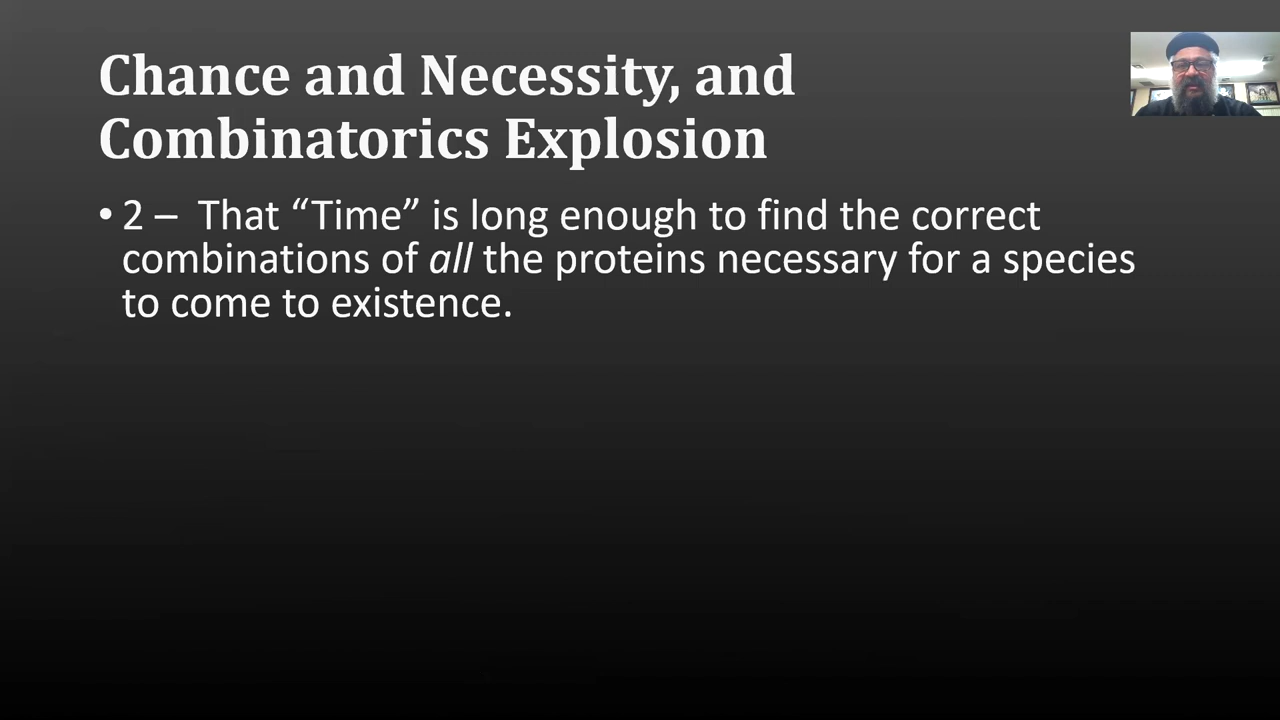 Chance and Necessity, and
Combinatorics Explosion
• 2 –  That “Time” is long enough to find the correct
combinations of all the proteins necessary for a species
to come to existence.